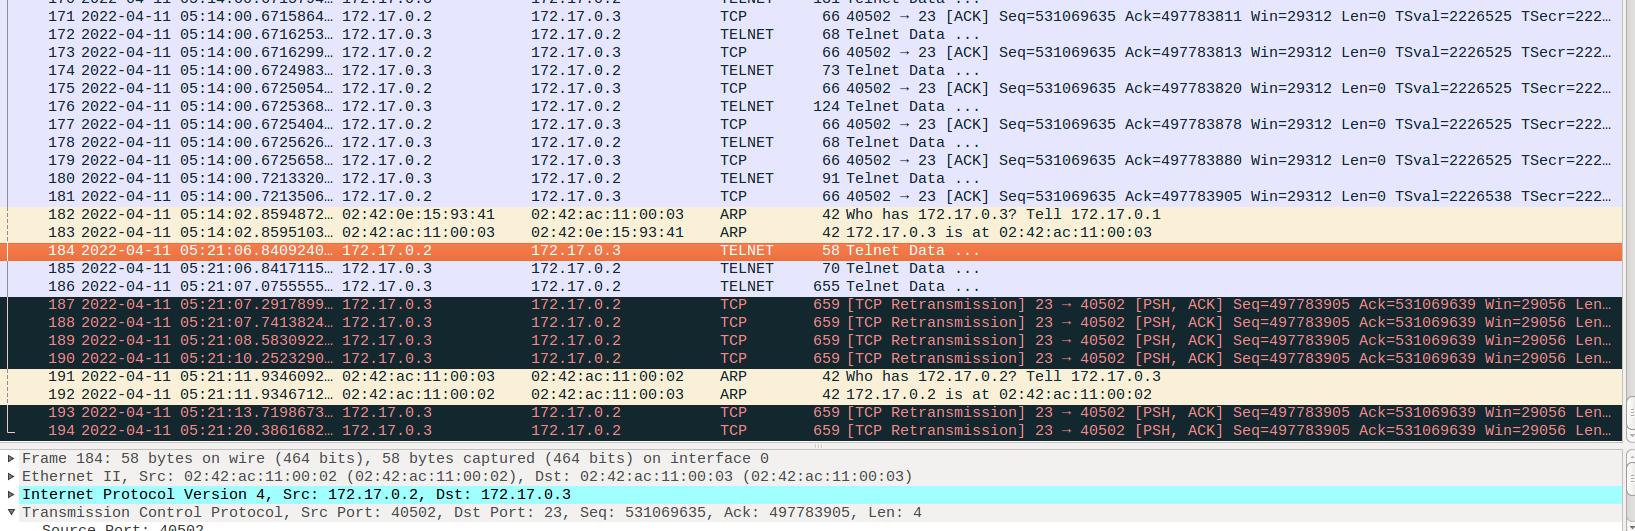 171 2022-04-11 05:14:00.6715864… 172.17.0.2 172.17.0.3 TCP 66 40502 → 23 [ACK] Seq=531069635 Ack=497783811 Win=29312 Len=0 TSval=2226525 TSecr=222…
172 2022-04-11 05:14:00.6716253… 172.17.0.3 172.17.0.2 TELNET 68 Telnet Data ...
173 2022-04-11 05:14:00.6716299… 172.17.0.2 172.17.0.3 TCP 66 40502 → 23 [ACK] Seq=531069635 Ack=497783813 Win=29312 Len=0 TSval=2226525 TSecr=222…
174 2022-04-11 05:14:00.6724983… 172.17.0.3 172.17.0.2 TELNET 73 Telnet Data ...
175 2022-04-11 05:14:00.6725054… 172.17.0.2 172.17.0.3 TCP 66 40502 → 23 [ACK] Seq=531069635 Ack=497783820 Win=29312 Len=0 TSval=2226525 TSecr=222…
176 2022-04-11 05:14:00.6725368… 172.17.0.3 172.17.0.2 TELNET 124 Telnet Data ...
177 2022-04-11 05:14:00.6725404… 172.17.0.2 172.17.0.3 TCP 66 40502 → 23 [ACK] Seq=531069635 Ack=497783878 Win=29312 Len=0 TSval=2226525 TSecr=222…
178 2022-04-11 05:14:00.6725626… 172.17.0.3 172.17.0.2 TELNET 68 Telnet Data ...
179 2022-04-11 05:14:00.6725658… 172.17.0.2 172.17.0.3 TCP 66 40502 → 23 [ACK] Seq=531069635 Ack=497783880 Win=29312 Len=0 TSval=2226525 TSecr=222…
180 2022-04-11 05:14:00.7213320… 172.17.0.3 172.17.0.2 TELNET 91 Telnet Data ...
181 2022-04-11 05:14:00.7213506… 172.17.0.2 172.17.0.3 TCP 66 40502 → 23 [ACK] Seq=531069635 Ack=497783905 Win=29312 Len=0 TSval=2226538 TSecr=222…
182 2022-04-11 05:14:02.8594872… 02:42:0e:15:93:41 02:42:ac:11:00:03 ARP 42 Who has 172.17.0.3? Tell 172.17.0.1
183 2022-04-11 05:14:02.8595103… 02:42:ac:11:00:03 02:42:0e:15:93:41 ARP 42 172.17.0.3 is at 02:42:ac:11:00:03
184 2022-04-11 05:21:06.8409240… 172.17.0.2 172.17.0.3 TELNET 58 Telnet Data ...
185 2022-04-11 05:21:06.8417115… 172.17.0.3 172.17.0.2 TELNET 70 Telnet Data ...
186 2022-04-11 05:21:07.0755555… 172.17.0.3 172.17.0.2 TELNET 655 Telnet Data ...
187 2022-04-11 05:21:07.2917899… 172.17.0.3 172.17.0.2 TCP 659 [TCP Retransmission] 23 → 40502 [PSH, ACK] Seq=497783905 Ack=531069639 Win=29056 Len…
188 2022-04-11 05:21:07.7413824… 172.17.0.3 172.17.0.2 TCP 659 [TCP Retransmission] 23 → 40502 [PSH, ACK] Seq=497783905 Ack=531069639 Win=29056 Len…
189 2022-04-11 05:21:08.5830922… 172.17.0.3 172.17.0.2 TCP 659 [TCP Retransmission] 23 → 40502 [PSH, ACK] Seq=497783905 Ack=531069639 Win=29056 Len…
190 2022-04-11 05:21:10.2523290… 172.17.0.3 172.17.0.2 TCP 659 [TCP Retransmission] 23 → 40502 [PSH, ACK] Seq=497783905 Ack=531069639 Win=29056 Len…
191 2022-04-11 05:21:11.9346092… 02:42:ac:11:00:03 02:42:ac:11:00:02 ARP 42 Who has 172.17.0.2? Tell 172.17.0.3
192 2022-04-11 05:21:11.9346712… 02:42:ac:11:00:02 02:42:ac:11:00:03 ARP 42 172.17.0.2 is at 02:42:ac:11:00:02
193 2022-04-11 05:21:13.7198673… 172.17.0.3 172.17.0.2 TCP 659 [TCP Retransmission] 23 → 40502 [PSH, ACK] Seq=497783905 Ack=531069639 Win=29056 Len…
194 2022-04-11 05:21:20.3861682… 172.17.0.3 172.17.0.2 TCP 659 [TCP Retransmission] 23 → 40502 [PSH, ACK] Seq=497783905 Ack=531069639 Win=29056 Len…
Frame 184: 58 bytes on wire (464 bits), 58 bytes captured (464 bits) on interface 0
Ethernet II, Src: 02:42:ac:11:00:02 (02:42:ac:11:00:02), Dst: 02:42:ac:11:00:03 (02:42:ac:11:00:03)
Internet Protocol Version 4, Src: 172.17.0.2, Dst: 172.17.0.3
Transmission Control Protocol, Src Port: 40502, Dst Port: 23, Seq: 531069635, Ack: 497783905, Len: 4
Source Port: 40502